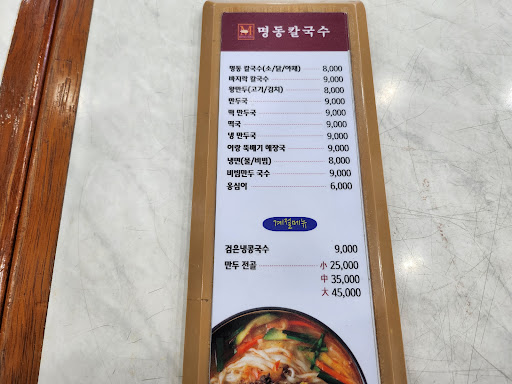 명동칼국수
명동 칼국수(소/닭/야채) 8,000
바지락 칼국수 9,000
왕만두(고기/김치) 8,000
만두국 9,000
떡 만두국 9,000
떡국 9,000
냉 만두국 9,000
아랑 뚝배기 해장국 9,000
냉면(물/비빔) 8,000
비빔만두 국수 9,000
옹심이 6,000
계절메뉴
검은냉콩국수 9,000
만두 전골 小 25,000
中 35,000
大 45,000